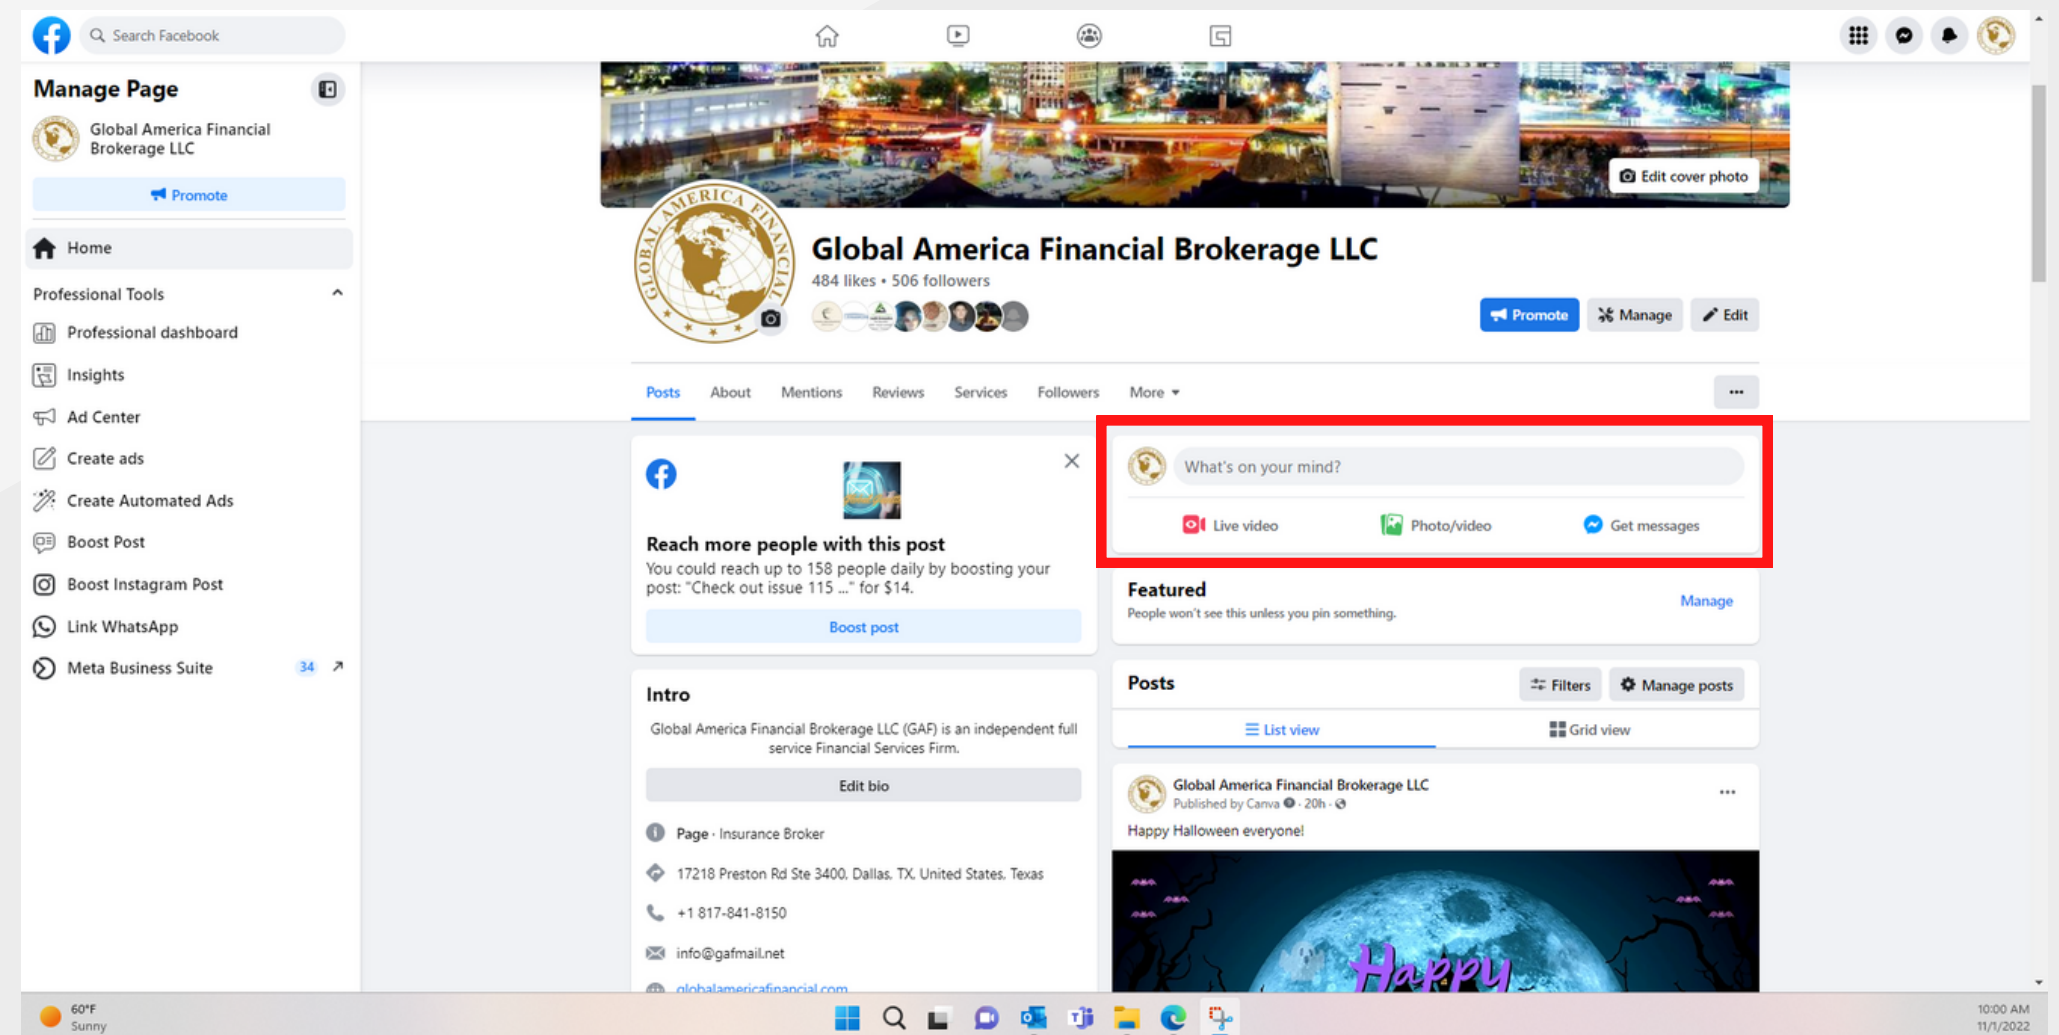 Search Facebook
Manage Page
Global America Financial
Brokerage LLC
Promote
Home
Professional Tools
Professional dashboard
Insights
Ad Center
Create ads
Create Automated Ads
Boost Post
Boost Instagram Post
Link WhatsApp
Meta Business Suite 34
Edit cover photo
GLOBAL AMERICA FINANCIAL
Global America Financial Brokerage LLC
484 likes • 506 followers
Promote Manage Edit
Posts About Mentions Reviews Services Followers More
Reach more people with this post
You could reach up to 158 people daily by boosting your
post: "Check out issue 115 ..." for $14.
Boost post
Intro
Global America Financial Brokerage LLC (GAF) is an independent full
service Financial Services Firm.
Edit bio
Page · Insurance Broker
17218 Preston Rd Ste 3400, Dallas, TX, United States, Texas
+1 817-841-8150
info@gafmail.net
globalamericafinancial.com
What's on your mind?
Live video Photo/video Get messages
Featured
People won't see this unless you pin something.
Manage
Posts
Filters Manage posts
List view Grid view
Global America Financial Brokerage LLC
Published by Canva · 20h ·
Happy Halloween everyone!
Happy
60°F
Sunny
10:00 AM
11/1/2022